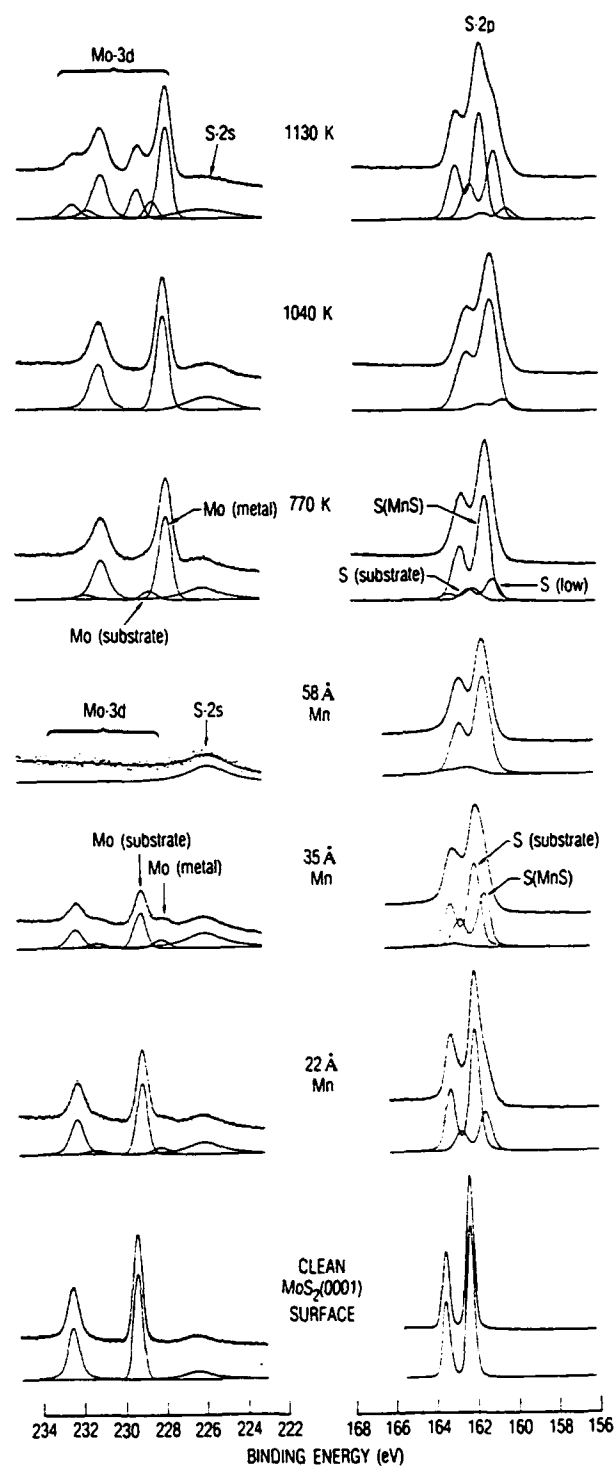 S·2p
Mo·3d
S·2s
1130 K
1040 K
770 K
Mo (metal)
S(MnS)
S (substrate)
S (low)
Mo (substrate)
58 Å
Mn
Mo·3d
S·2s
Mo (substrate)
Mo (metal)
35 Å
Mn
S (substrate)
S(MnS)
22 Å
Mn
CLEAN
MoS₂(0001)
SURFACE
234 232 230 228 226 224 222
168 166 164 162 160 158 156
BINDING ENERGY (eV)